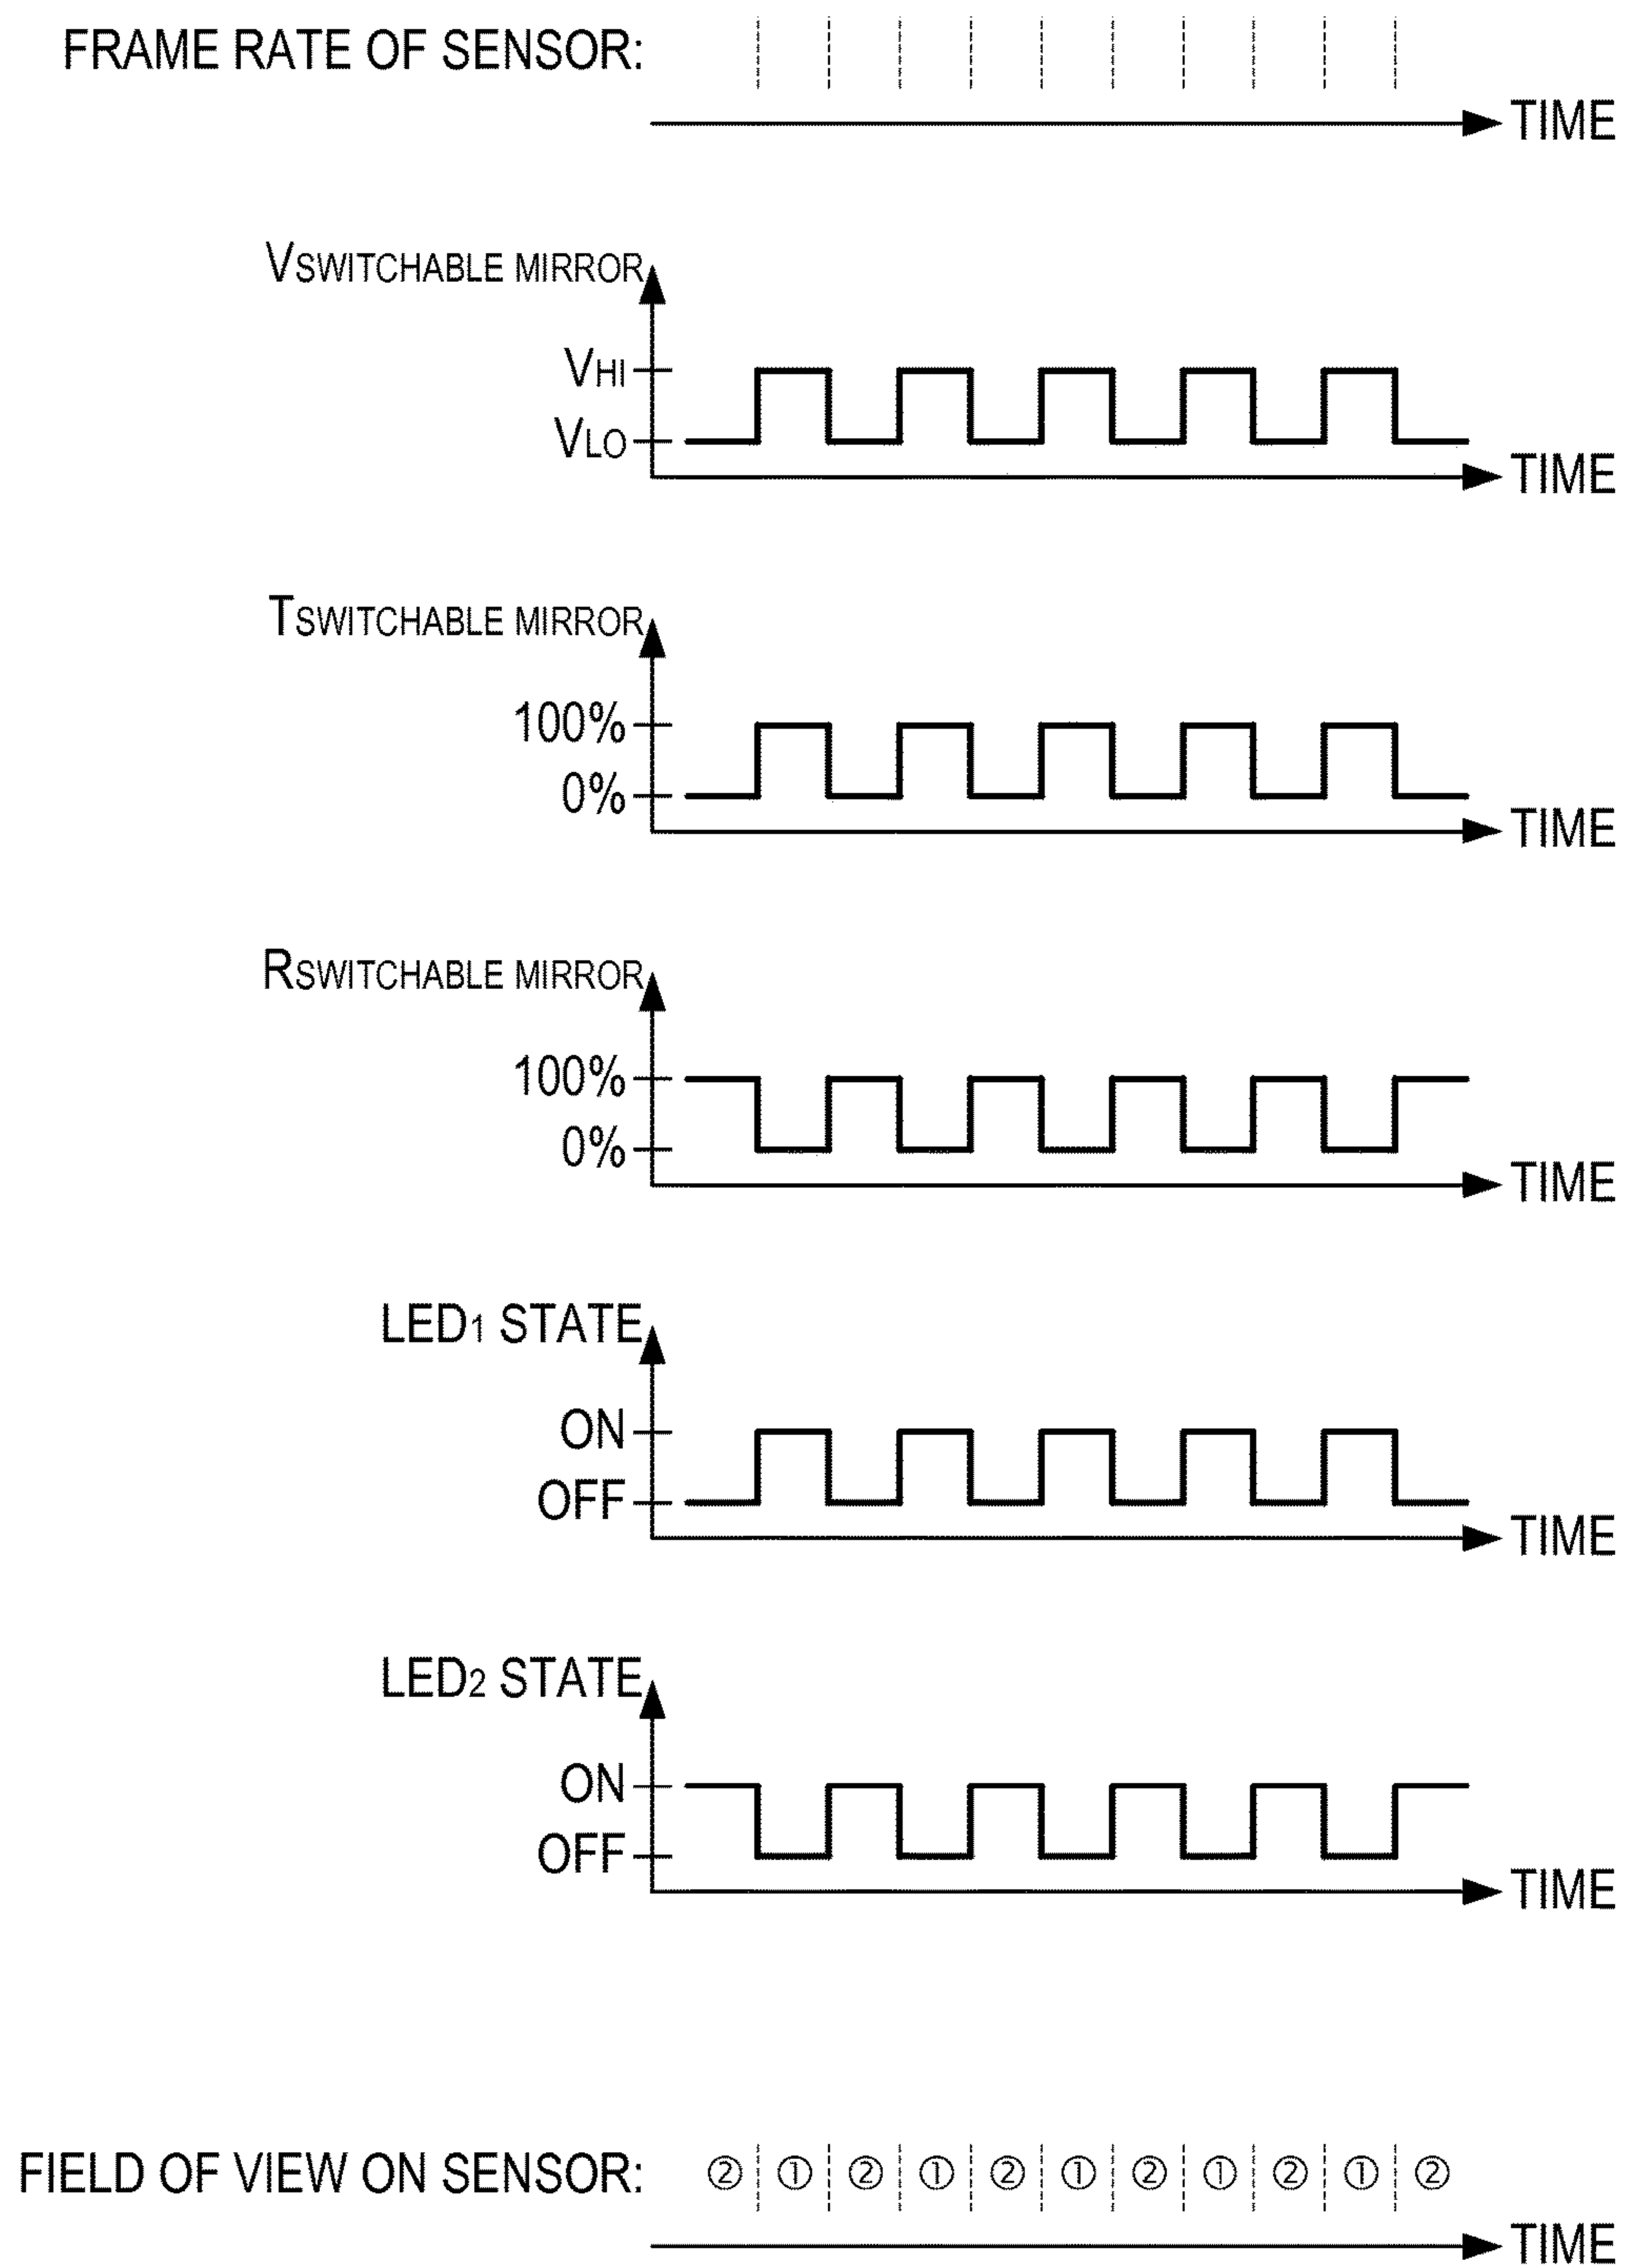 FRAME RATE OF SENSOR:
TIME
VSWITCHABLE MIRROR
VHI
VLO
TIME
TSWITCHABLE MIRROR
100%
0%
TIME
RSWITCHABLE MIRROR
100%
0%
TIME
LED1 STATE
ON
OFF
TIME
LED2 STATE
ON
OFF
TIME
FIELD OF VIEW ON SENSOR: ② ① ② ① ② ① ② ① ② ① ②
TIME